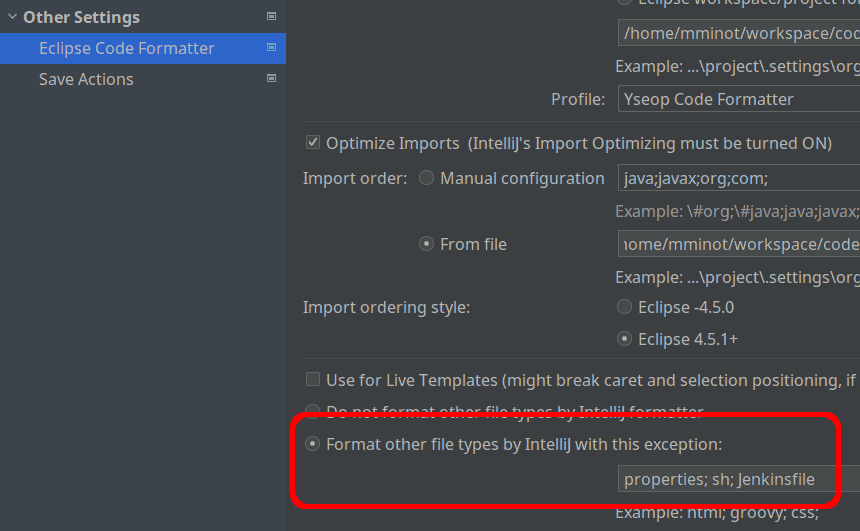 Other Settings
Eclipse Code Formatter
Save Actions
Eclipse workspace/project for
/home/mminot/workspace/cod
Example: ...\project\.settings\org
Profile: Yseop Code Formatter
Optimize Imports (IntelliJ's Import Optimizing must be turned ON)
Import order: Manual configuration java;javax;org;com;
Example: \#org;\#java;java;javax;
From file home/mminot/workspace/code
Example: ...\project\.settings\org
Import ordering style: Eclipse -4.5.0
Eclipse 4.5.1+
Use for Live Templates (might break caret and selection positioning, if
Do not format other file types by IntelliJ formatter
Format other file types by IntelliJ with this exception:
properties; sh; Jenkinsfile
Example: html; groovy; css;